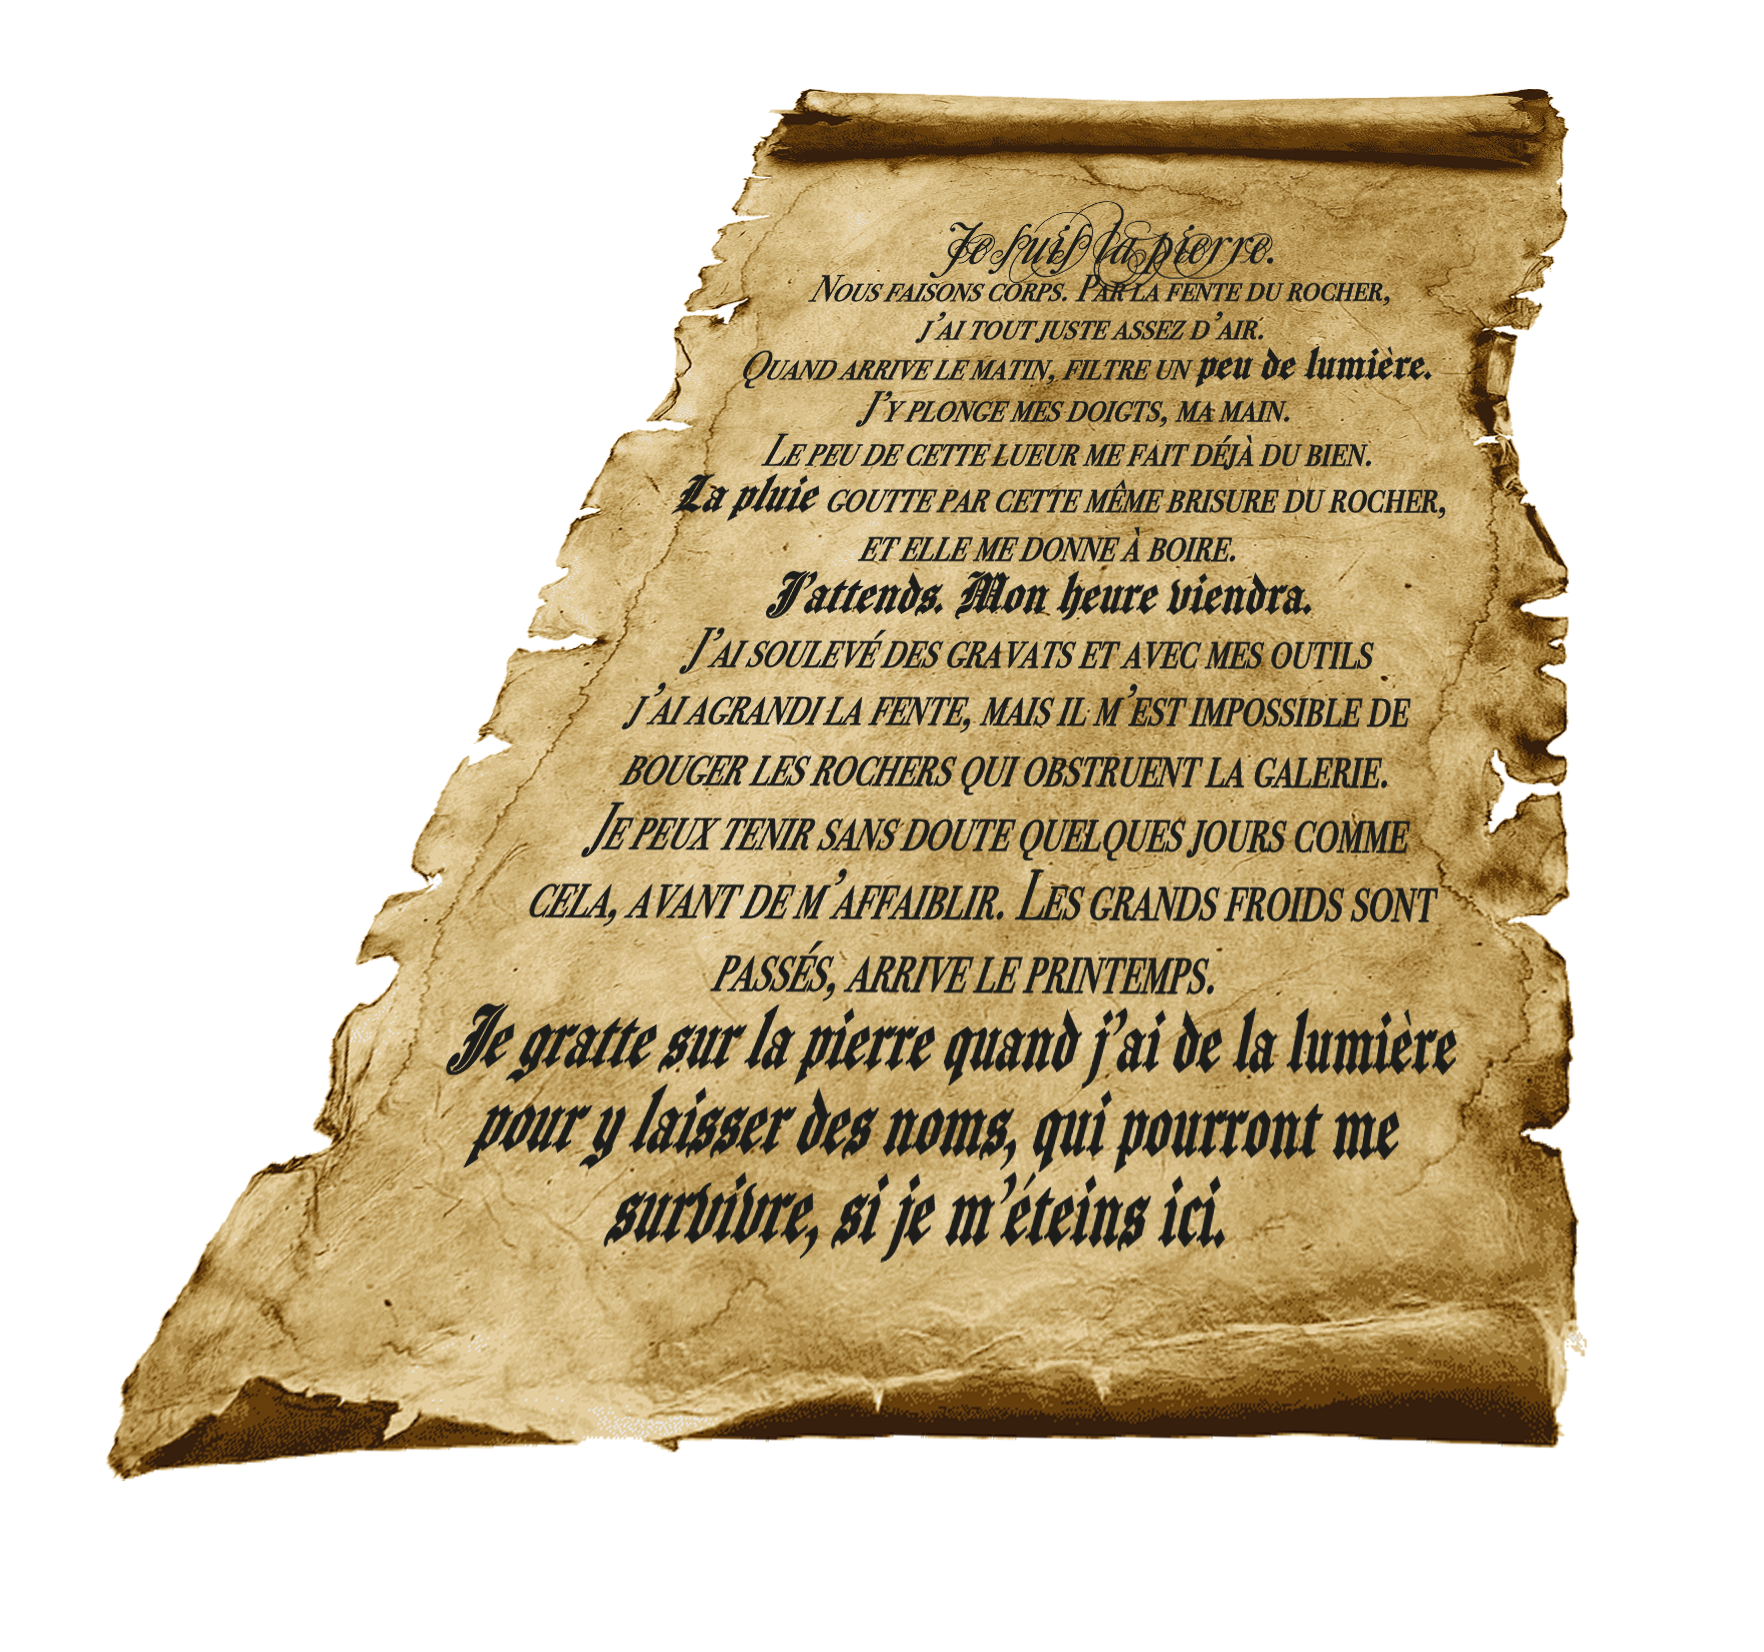 Je suis la pierre.
Nous faisons corps. Par la fente du rocher,
j'ai tout juste assez d'air.
Quand arrive le matin, filtre un peu de lumière.
J'y plonge mes doigts, ma main.
Le peu de cette lueur me fait déjà du bien.
La pluie goutte par cette même brisure du rocher,
et elle me donne à boire.
J'attends. Mon heure viendra.
J'ai soulevé des gravats et avec mes outils
j'ai agrandi la fente, mais il m'est impossible de
bouger les rochers qui obstruent la galerie.
Je peux tenir sans doute quelques jours comme
cela, avant de m'affaiblir. Les grands froids sont
passés, arrive le printemps.
Je gratte sur la pierre quand j'ai de la lumière
pour y laisser des noms, qui pourront me
survivre, si je m'éteins ici.